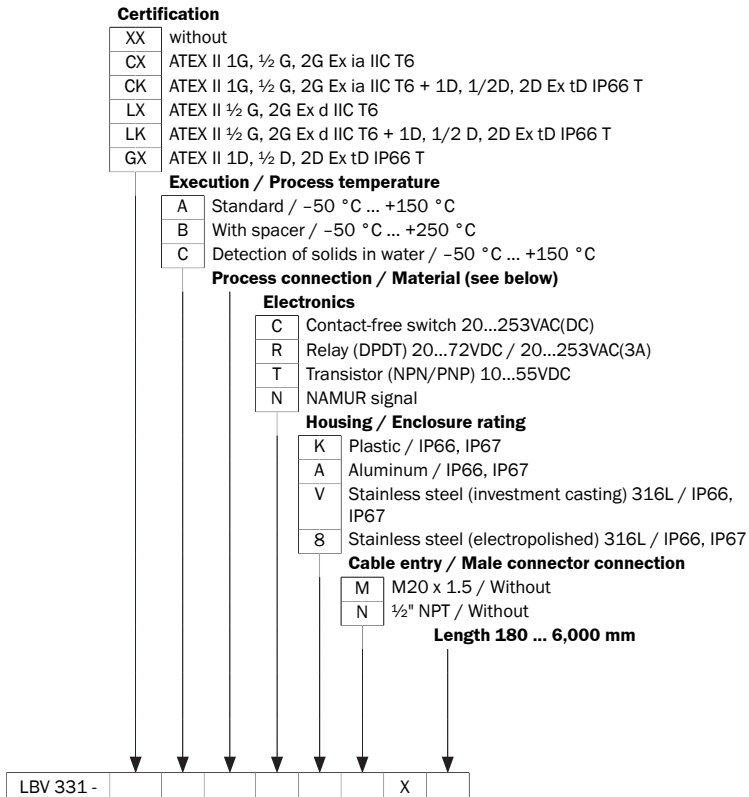 Certification
XX without
CX ATEX II 1G, ½ G, 2G Ex ia IIC T6
CK ATEX II 1G, ½ G, 2G Ex ia IIC T6 + 1D, 1/2D, 2D Ex tD IP66 T
LX ATEX II ½ G, 2G Ex d IIC T6
LK ATEX II ½ G, 2G Ex d IIC T6 + 1D, 1/2 D, 2D Ex tD IP66 T
GX ATEX II 1D, ½ D, 2D Ex tD IP66 T
Execution / Process temperature
A Standard / –50 °C ... +150 °C
B With spacer / –50 °C ... +250 °C
C Detection of solids in water / –50 °C ... +150 °C
Process connection / Material (see below)
Electronics
C Contact-free switch 20...253VAC(DC)
R Relay (DPDT) 20...72VDC / 20...253VAC(3A)
T Transistor (NPN/PNP) 10...55VDC
N NAMUR signal
Housing / Enclosure rating
K Plastic / IP66, IP67
A Aluminum / IP66, IP67
V Stainless steel (investment casting) 316L / IP66,
IP67
8 Stainless steel (electropolished) 316L / IP66, IP67
Cable entry / Male connector connection
M M20 x 1.5 / Without
N ½" NPT / Without
Length 180 ... 6,000 mm
LBV 331 - X